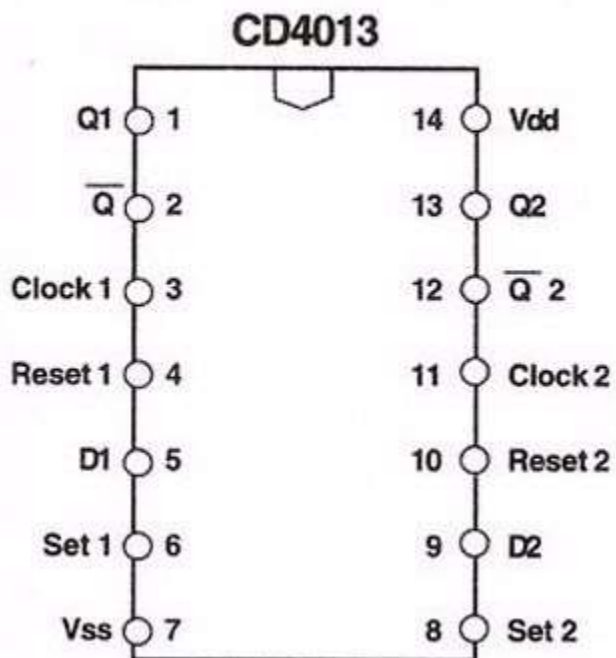 CD4013
Q1 1 14 Vdd
Q̅ 2 13 Q2
Clock 1 3 12 Q̅ 2
Reset 1 4 11 Clock 2
D1 5 10 Reset 2
Set 1 6 9 D2
Vss 7 8 Set 2